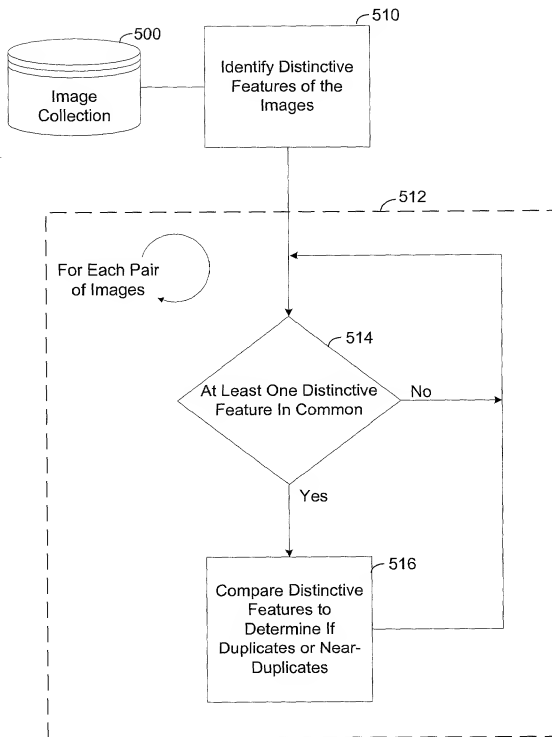 500
510
Image
Collection
Identify Distinctive
Features of the
Images
512
For Each Pair
of Images
514
At Least One Distinctive
Feature In Common
No
Yes
516
Compare Distinctive
Features to
Determine If
Duplicates or Near-
Duplicates